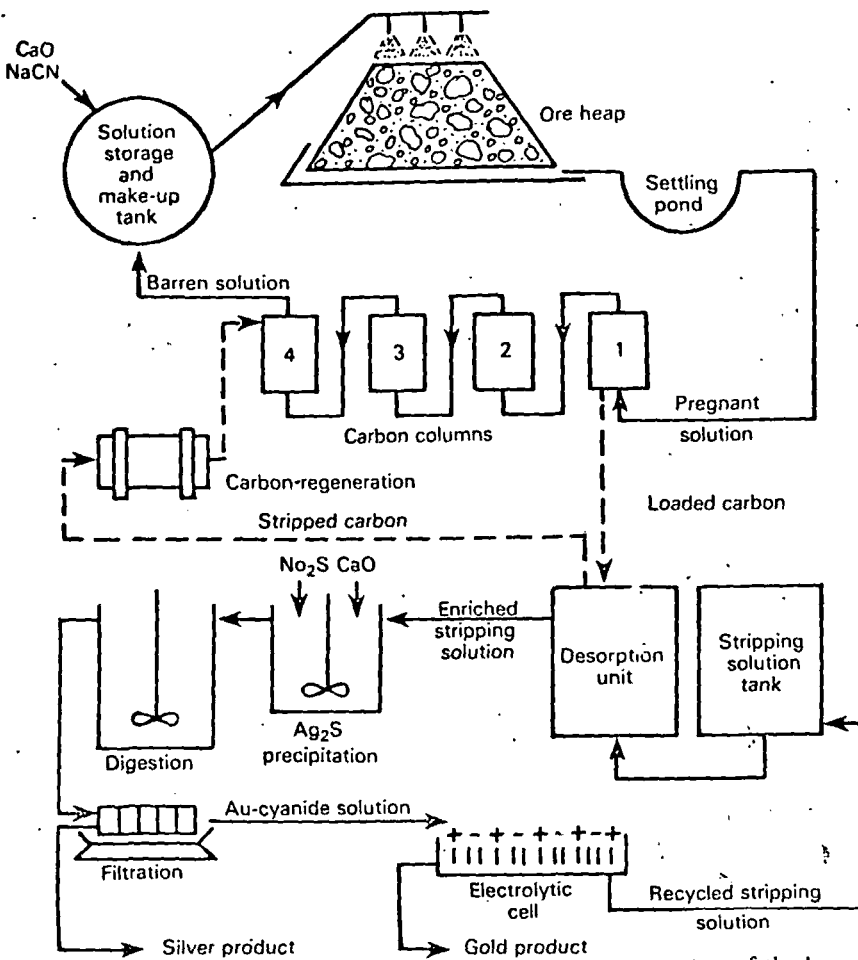 CaO
NaCN
Solution
storage
and
make-up
tank
Ore heap
Settling
pond
Barren solution
4
3
2
1
Carbon columns
Pregnant
solution
Carbon-regeneration
Loaded carbon
Stripped carbon
No₂S CaO
Enriched
stripping
solution
Desorption
unit
Stripping
solution
tank
Ag₂S
precipitation
Digestion
Au-cyanide solution
+ - + - + - + - +
Filtration
Electrolytic
cell
Recycled stripping
solution
Silver product
Gold product